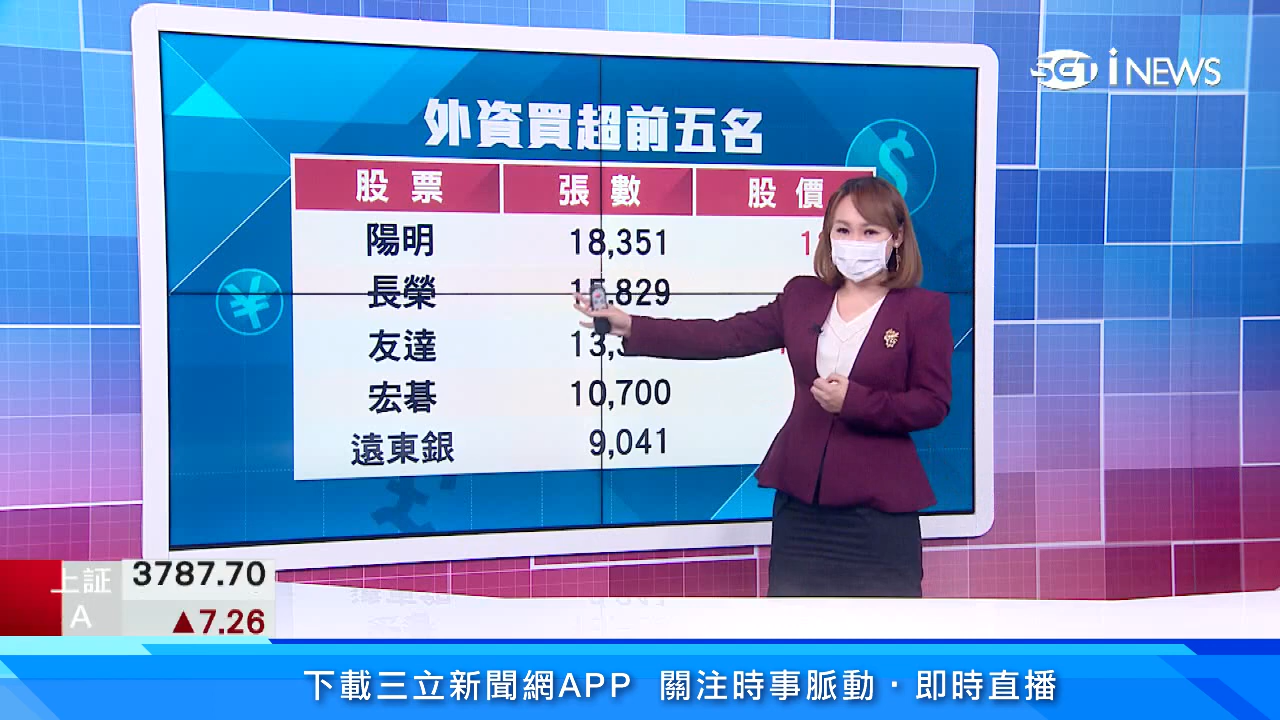 SET iNEWS
外資買超前五名
股票 張數 股價
陽明 18,351
長榮 15,829
友達
宏碁 10,700
遠東銀 9,041
上証 3787.70
A ▲7.26
下載三立新聞網APP 關注時事脈動・即時直播